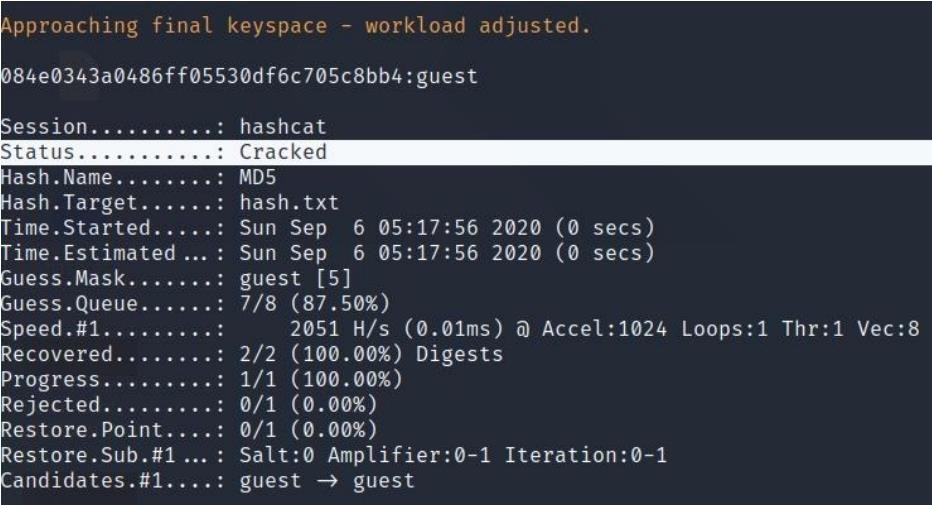 Approaching final keyspace - workload adjusted.
084e0343a0486ff05530df6c705c8bb4:guest
Session..........: hashcat
Status...........: Cracked
Hash.Name........: MD5
Hash.Target......: hash.txt
Time.Started.....: Sun Sep  6 05:17:56 2020 (0 secs)
Time.Estimated...: Sun Sep  6 05:17:56 2020 (0 secs)
Guess.Mask.......: guest [5]
Guess.Queue......: 7/8 (87.50%)
Speed.#1.........:     2051 H/s (0.01ms) @ Accel:1024 Loops:1 Thr:1 Vec:8
Recovered........: 2/2 (100.00%) Digests
Progress.........: 1/1 (100.00%)
Rejected.........: 0/1 (0.00%)
Restore.Point....: 0/1 (0.00%)
Restore.Sub.#1...: Salt:0 Amplifier:0-1 Iteration:0-1
Candidates.#1....: guest -> guest